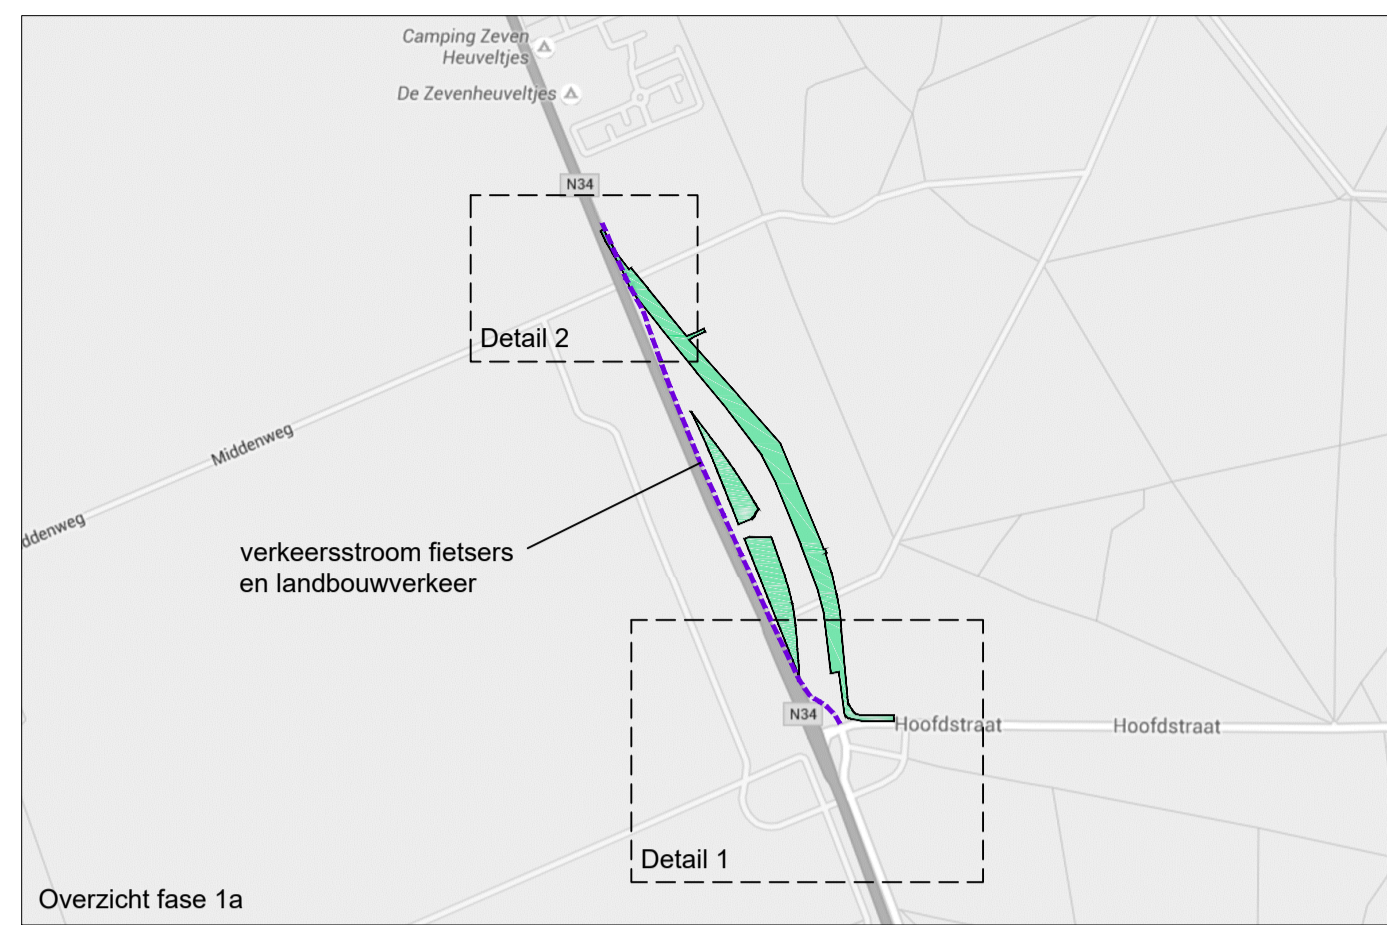 Camping Zeven
Heuveltjes
De Zevenheuveltjes
N34
Detail 2
Middenweg
ddenweg
verkeersstroom fietsers
en landbouwverkeer
N34
Hoofdstraat
Hoofdstraat
Detail 1
Overzicht fase 1a